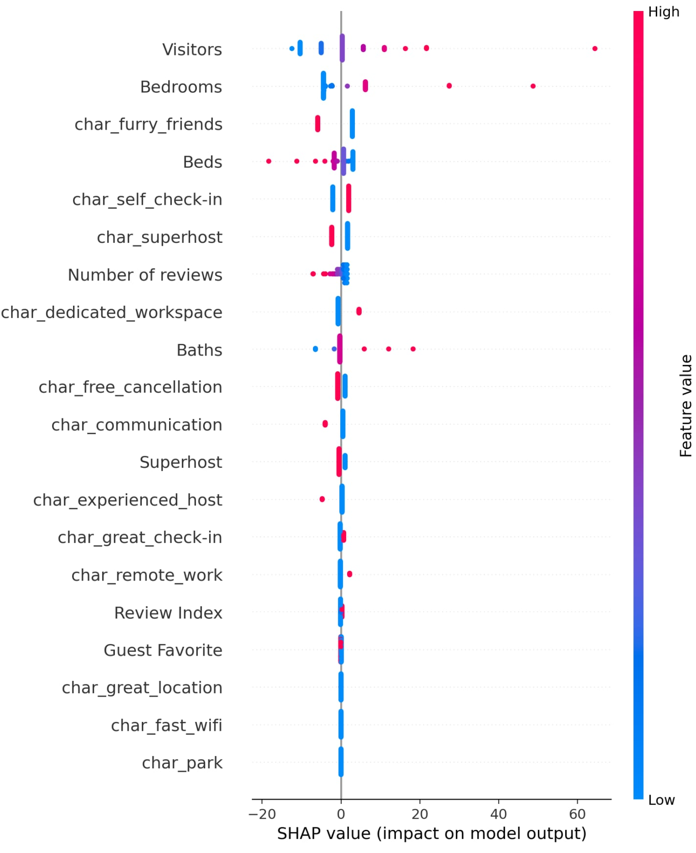 High
Visitors
Bedrooms
char_furry_friends
Beds
char_self_check-in
char_superhost
Number of reviews
char_dedicated_workspace
Baths
char_free_cancellation
char_communication
Superhost
char_experienced_host
char_great_check-in
char_remote_work
Review Index
Guest Favorite
char_great_location
char_fast_wifi
char_park
Feature value
Low
−20 0 20 40 60
SHAP value (impact on model output)